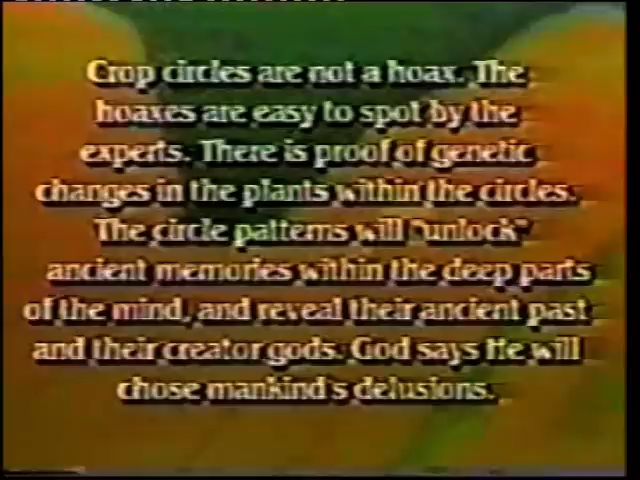 Crop circles are not a hoax. The
hoaxes are easy to spot by the
experts. There is proof of genetic
changes in the plants within the circles.
The circle patterns will "unlock"
ancient memories within the deep parts
of the mind, and reveal their ancient past
and their creator gods. God says He will
chose mankind's delusions.